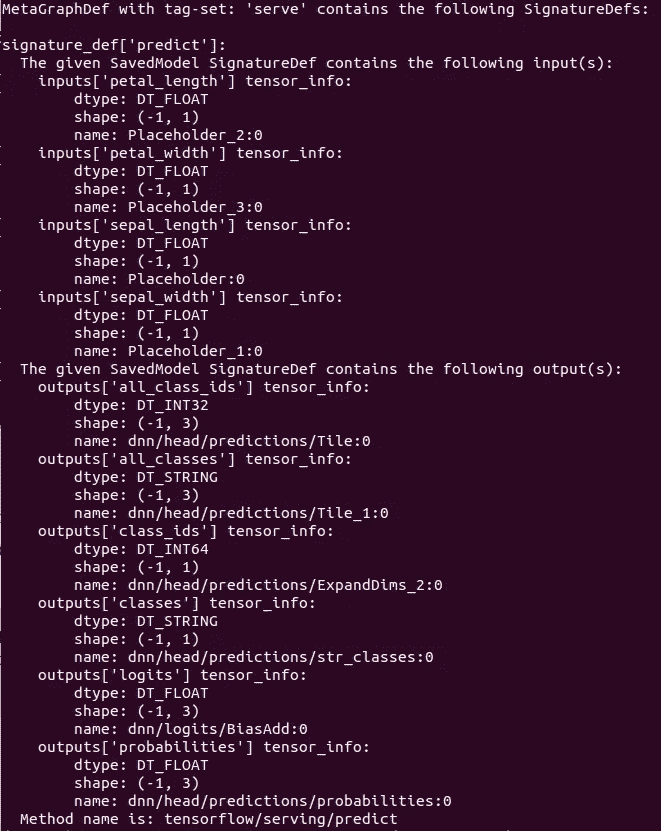 MetaGraphDef with tag-set: 'serve' contains the following SignatureDefs:
signature_def['predict']:
The given SavedModel SignatureDef contains the following input(s):
inputs['petal_length'] tensor_info:
dtype: DT_FLOAT
shape: (-1, 1)
name: Placeholder_2:0
inputs['petal_width'] tensor_info:
dtype: DT_FLOAT
shape: (-1, 1)
name: Placeholder_3:0
inputs['sepal_length'] tensor_info:
dtype: DT_FLOAT
shape: (-1, 1)
name: Placeholder:0
inputs['sepal_width'] tensor_info:
dtype: DT_FLOAT
shape: (-1, 1)
name: Placeholder_1:0
The given SavedModel SignatureDef contains the following output(s):
outputs['all_class_ids'] tensor_info:
dtype: DT_INT32
shape: (-1, 3)
name: dnn/head/predictions/Tile:0
outputs['all_classes'] tensor_info:
dtype: DT_STRING
shape: (-1, 3)
name: dnn/head/predictions/Tile_1:0
outputs['class_ids'] tensor_info:
dtype: DT_INT64
shape: (-1, 1)
name: dnn/head/predictions/ExpandDims_2:0
outputs['classes'] tensor_info:
dtype: DT_STRING
shape: (-1, 1)
name: dnn/head/predictions/str_classes:0
outputs['logits'] tensor_info:
dtype: DT_FLOAT
shape: (-1, 3)
name: dnn/logits/BiasAdd:0
outputs['probabilities'] tensor_info:
dtype: DT_FLOAT
shape: (-1, 3)
name: dnn/head/predictions/probabilities:0
Method name is: tensorflow/serving/predict